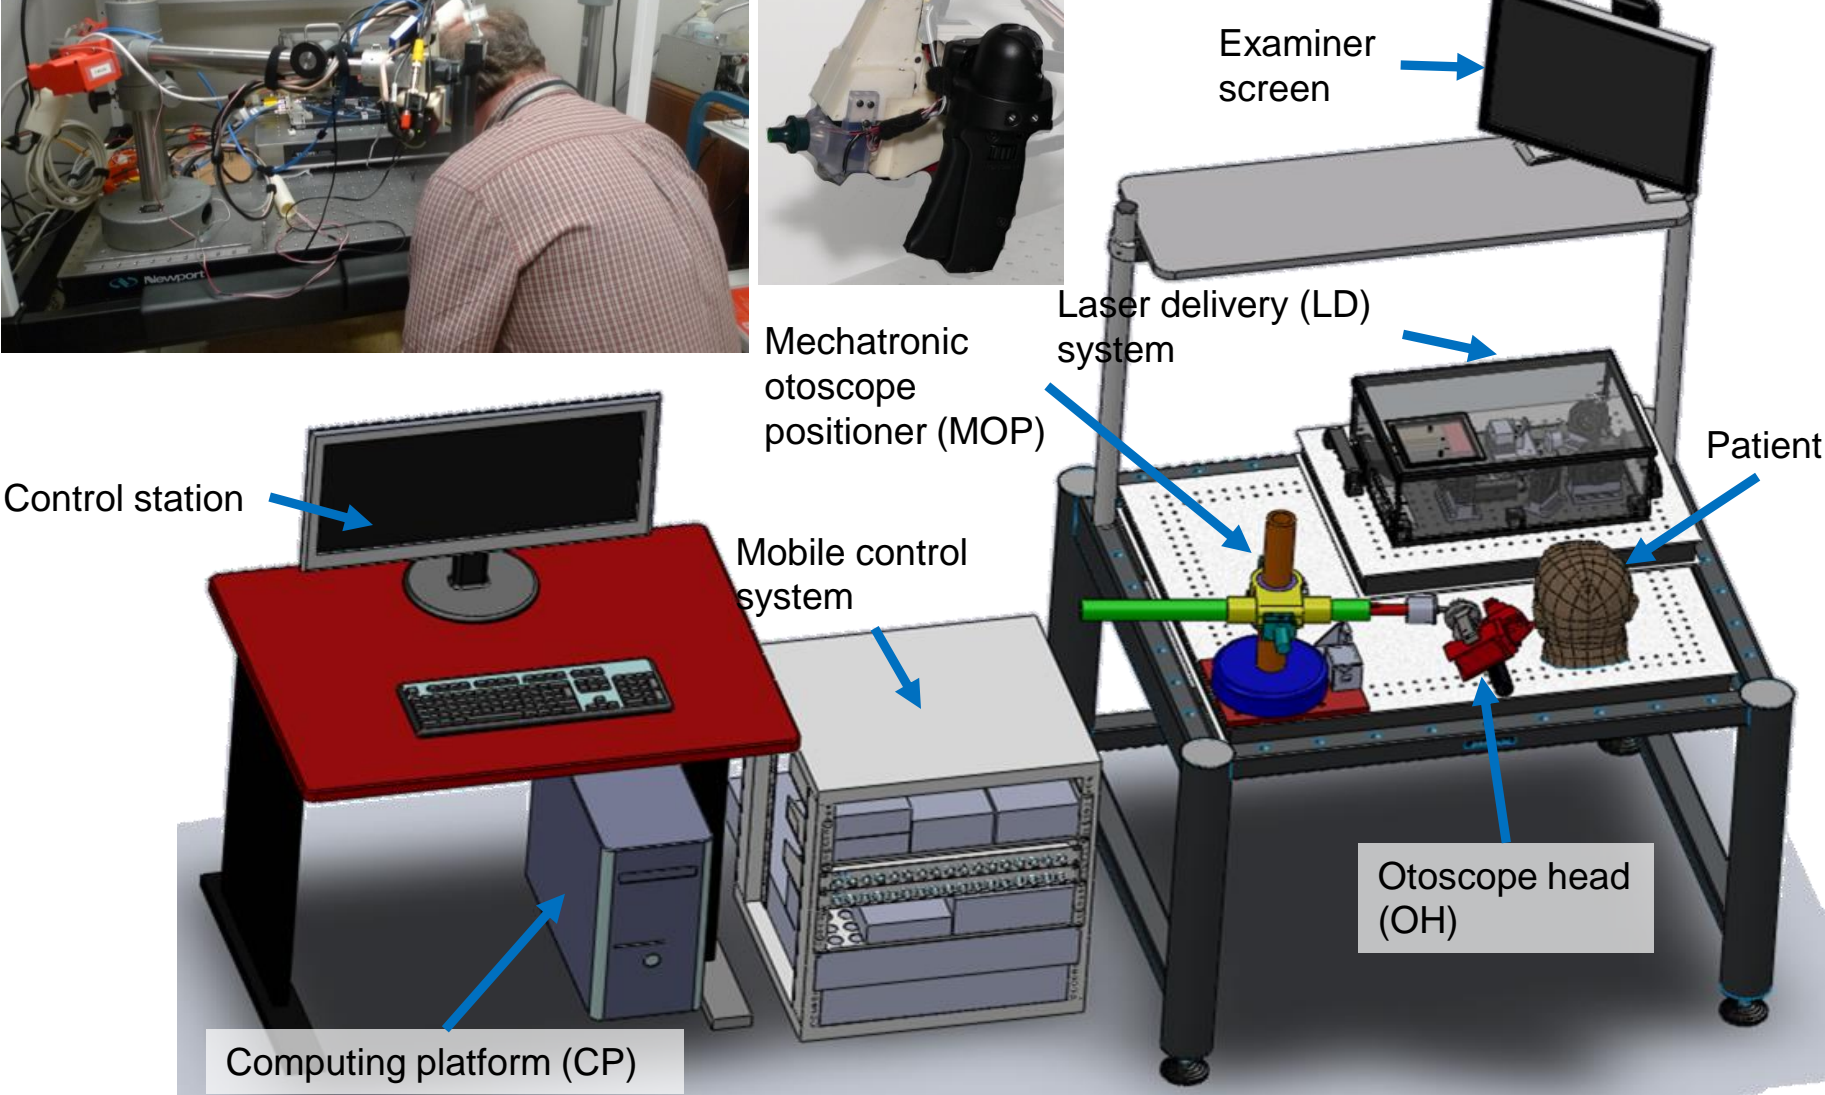 Examiner
screen
Newport
Laser delivery (LD)
system
Mechatronic
otoscope
positioner (MOP)
Patient
Control station
Mobile control
system
Otoscope head
(OH)
Computing platform (CP)